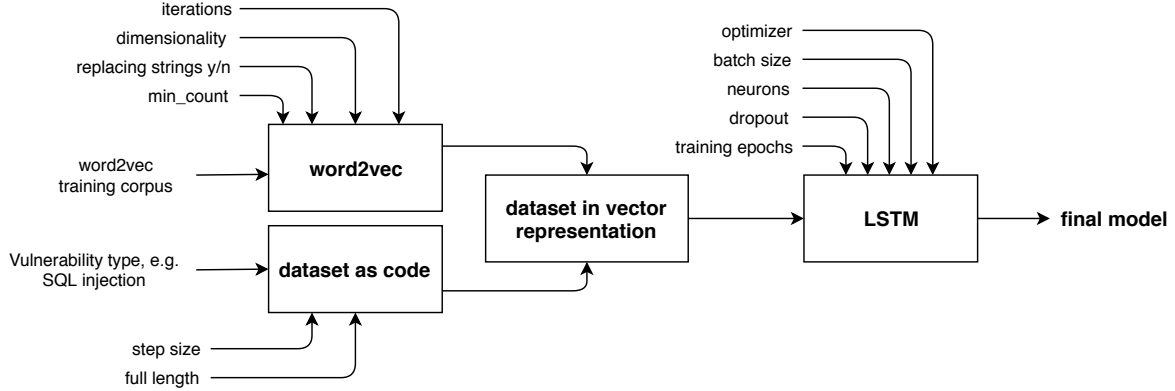 iterations
dimensionality
replacing strings y/n
min_count
word2vec
training corpus
word2vec
Vulnerability type, e.g.
SQL injection
dataset as code
step size
full length
dataset in vector
representation
optimizer
batch size
neurons
dropout
training epochs
LSTM
final model